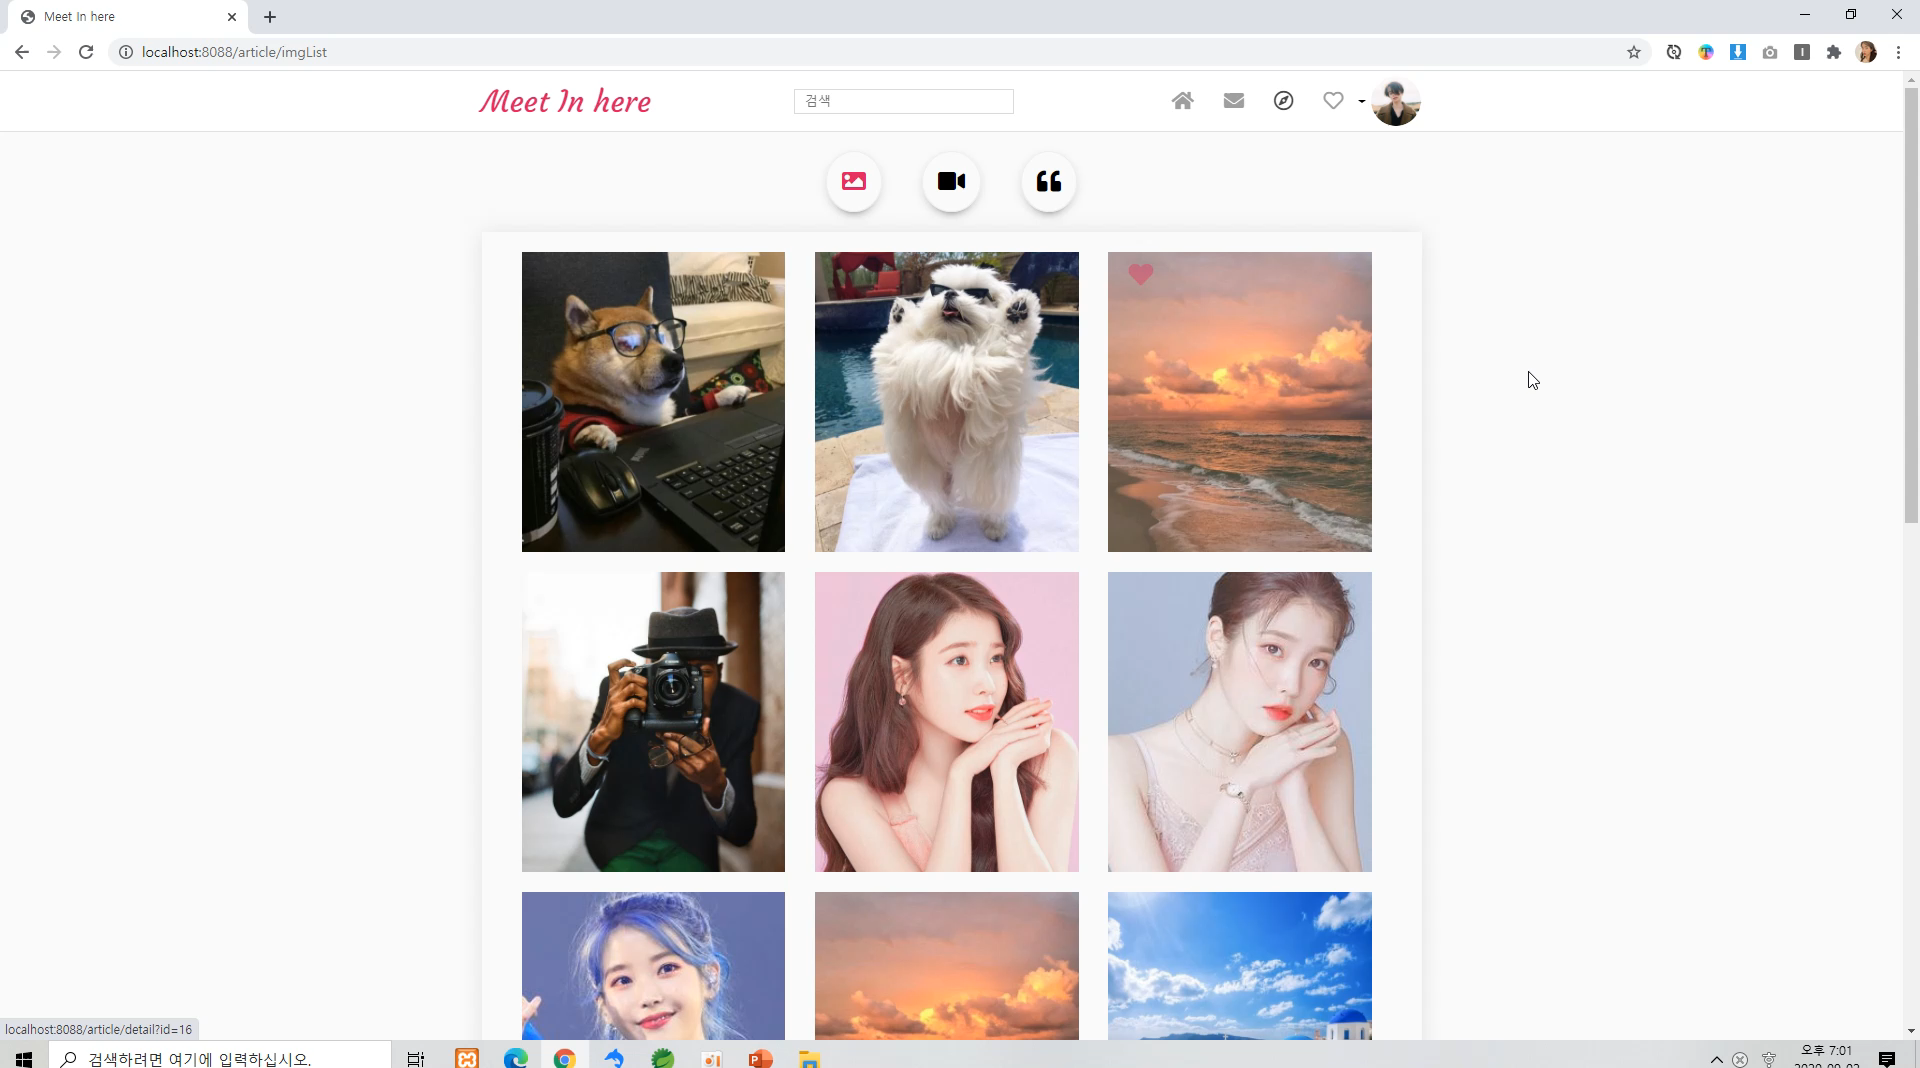 Meet In here
localhost:8088/article/imgList
Meet In here
검색
localhost:8088/article/detail?id=16
검색하려면 여기에 입력하십시오.
오후 7:01